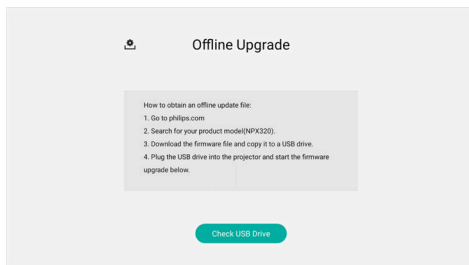 Offline Upgrade
How to obtain an offline update file:
1. Go to philips.com
2. Search for your product model(NPX320).
3. Download the firmware file and copy it to a USB drive.
4. Plug the USB drive into the projector and start the firmware
upgrade below.
Check USB Drive